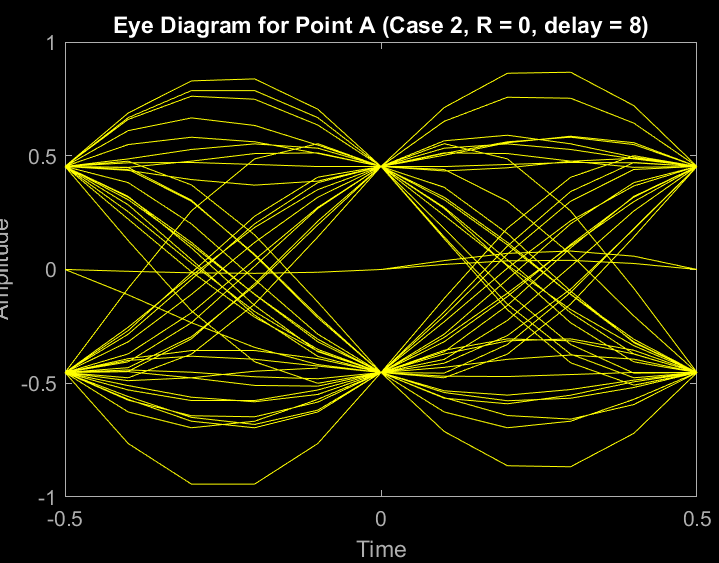 Eye Diagram for Point A (Case 2, R = 0, delay = 8)
1
0.5
0
-0.5
-1
Amplitude
-0.5 0 0.5
Time